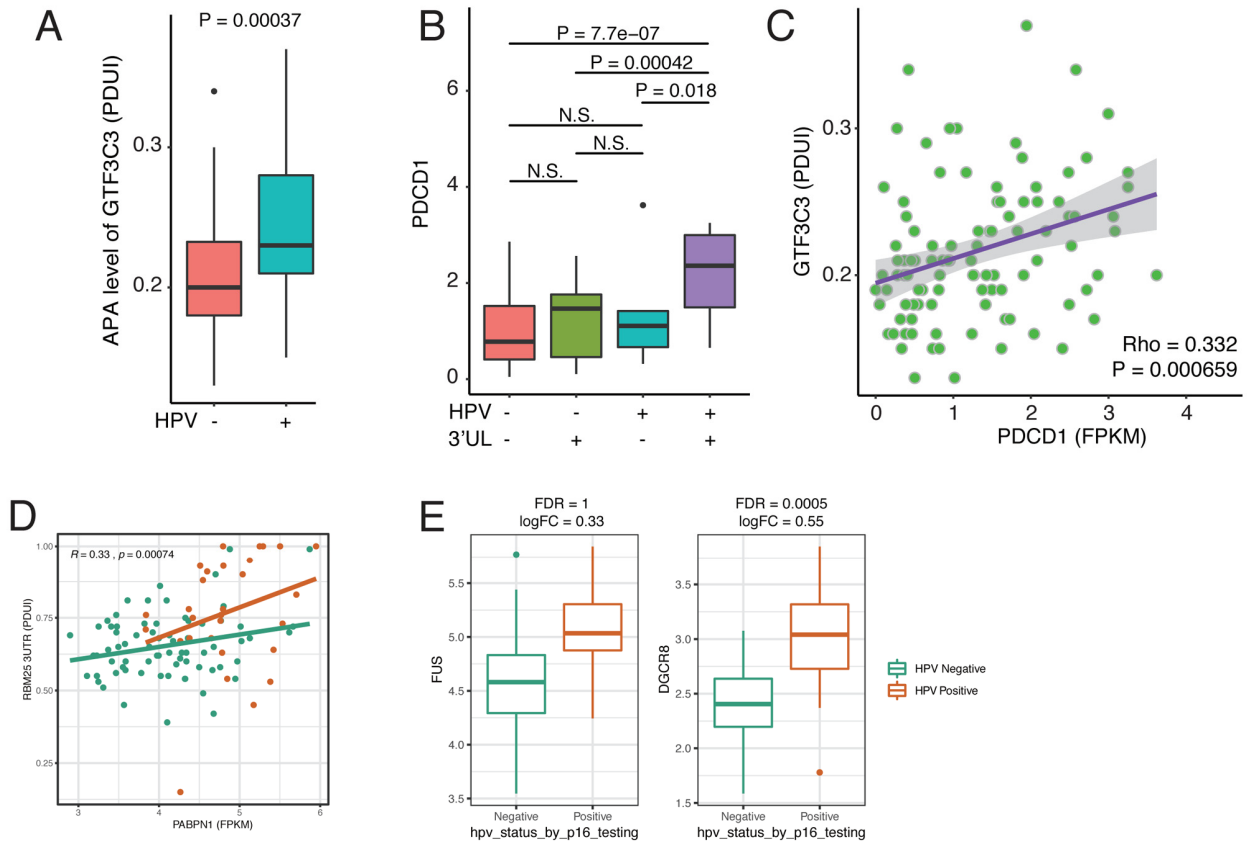 A
P = 0.00037
APA level of GTF3C3 (PDUI)
0.3
0.2
HPV - +
B
P = 7.7e−07
P = 0.00042
P = 0.018
N.S.
N.S.
N.S.
PDCD1
6
4
2
0
HPV - - + +
3'UL - + - +
C
GTF3C3 (PDUI)
0.3
0.2
Rho = 0.332
P = 0.000659
0 1 2 3 4
PDCD1 (FPKM)
D
R = 0.33 , p = 0.00074
RBM25 3UTR (PDUI)
1.00
0.75
0.50
0.25
3 4 5 6
PABPN1 (FPKM)
E
FDR = 1
logFC = 0.33
FUS
5.5
5.0
4.5
4.0
3.5
Negative Positive
hpv_status_by_p16_testing
FDR = 0.0005
logFC = 0.55
DGCR8
3.5
3.0
2.5
2.0
1.5
Negative Positive
hpv_status_by_p16_testing
HPV Negative
HPV Positive